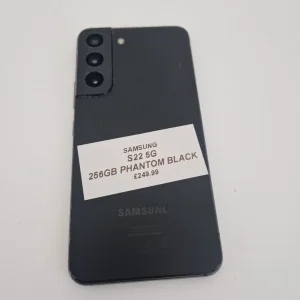 SAMSUNG
S22 5G
256GB PHANTOM BLACK
£249.99
SAMSUNG